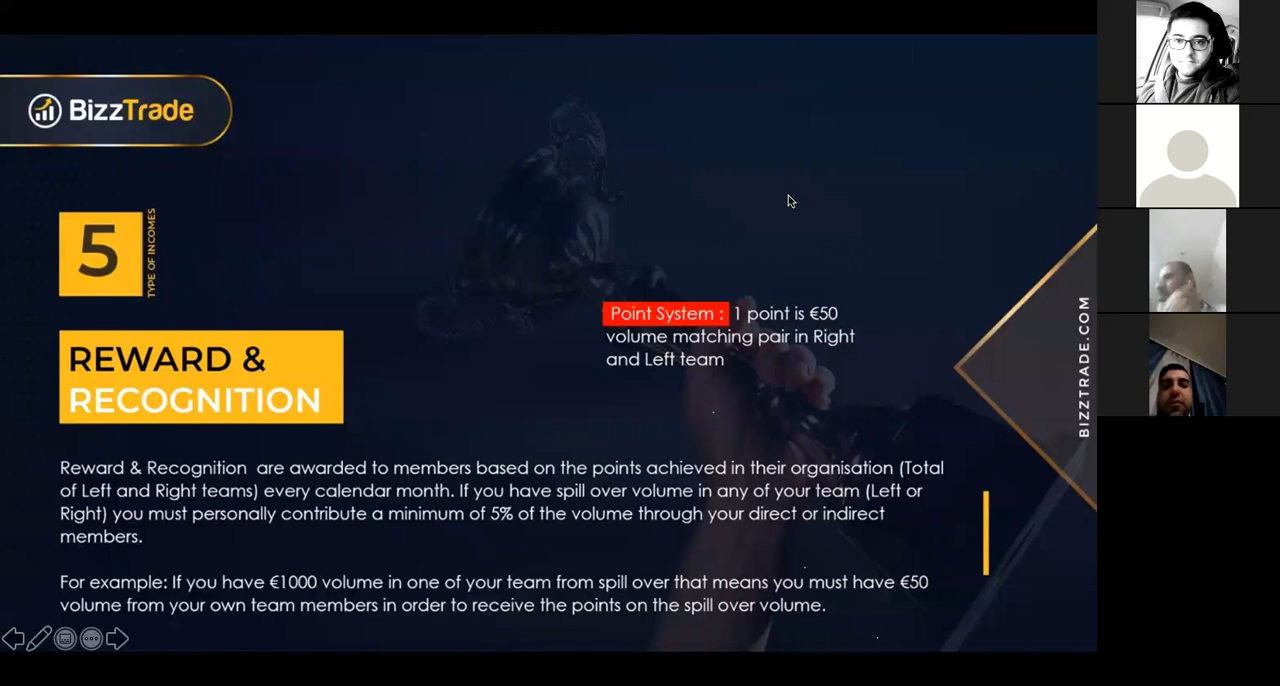 BizzTrade
5
TYPE OF INCOMES
REWARD &
RECOGNITION
Point System : 1 point is €50
volume matching pair in Right
and Left team
BIZZTRADE.COM
Reward & Recognition are awarded to members based on the points achieved in their organisation (Total
of Left and Right teams) every calendar month. If you have spill over volume in any of your team (Left or
Right) you must personally contribute a minimum of 5% of the volume through your direct or indirect
members.
For example: If you have €1000 volume in one of your team from spill over that means you must have €50
volume from your own team members in order to receive the points on the spill over volume.